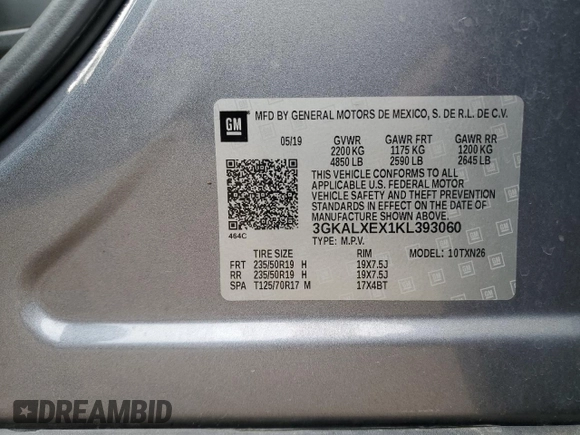 GM
MFD BY GENERAL MOTORS DE MEXICO, S. DE R.L. DE C.V.
05/19 GVWR GAWR FRT GAWR RR
2200 KG 1175 KG 1200 KG
4850 LB 2590 LB 2645 LB
THIS VEHICLE CONFORMS TO ALL
APPLICABLE U.S. FEDERAL MOTOR
VEHICLE SAFETY AND THEFT PREVENTION
STANDARDS IN EFFECT ON THE DATE OF
MANUFACTURE SHOWN ABOVE.
3GKALXEX1KL393060
TYPE: M.P.V.
464C
TIRE SIZE RIM MODEL: 10TXN26
FRT 235/50R19 H 19X7.5J
RR 235/50R19 H 19X7.5J
SPA T125/70R17 M 17X4BT
DREAMBID